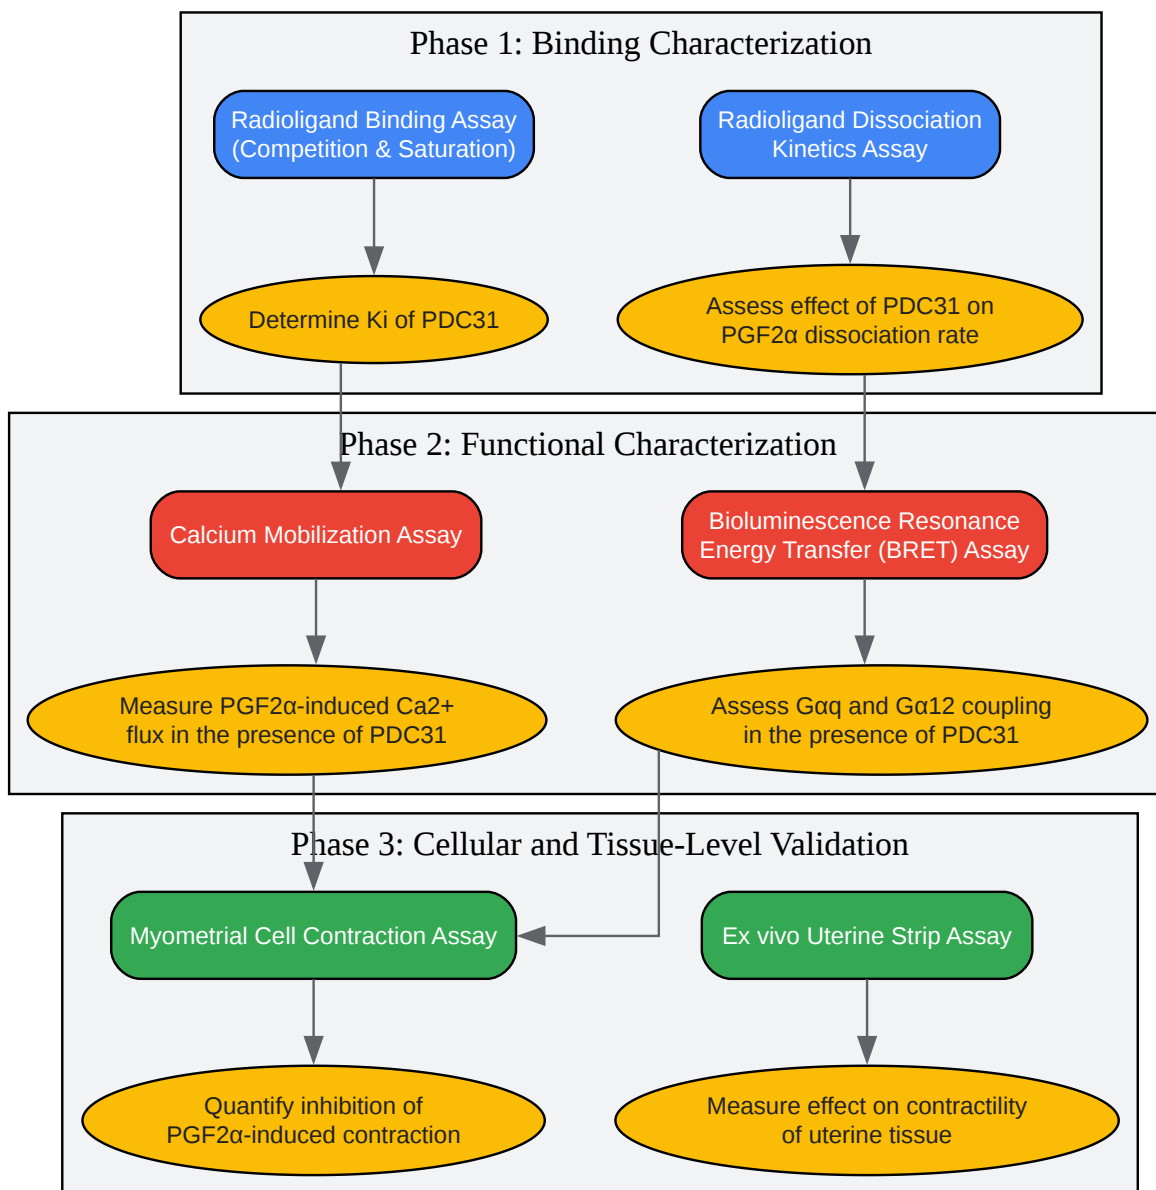 Phase 1: Binding Characterization
Radioligand Binding Assay
(Competition & Saturation)
Radioligand Dissociation
Kinetics Assay
Determine Ki of PDC31
Assess effect of PDC31 on
PGF2α dissociation rate
Phase 2: Functional Characterization
Calcium Mobilization Assay
Bioluminescence Resonance
Energy Transfer (BRET) Assay
Measure PGF2α-induced Ca2+
flux in the presence of PDC31
Assess Gαq and Gα12 coupling
in the presence of PDC31
Phase 3: Cellular and Tissue-Level Validation
Myometrial Cell Contraction Assay
Ex vivo Uterine Strip Assay
Quantify inhibition of
PGF2α-induced contraction
Measure effect on contractility
of uterine tissue